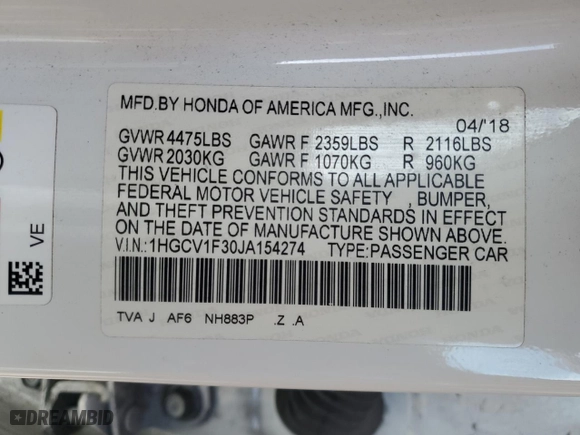 MFD.BY HONDA OF AMERICA MFG.,INC.
04/'18
GVWR 4475LBS GAWR F 2359LBS R 2116LBS
GVWR 2030KG GAWR F 1070KG R 960KG
THIS VEHICLE CONFORMS TO ALL APPLICABLE
FEDERAL MOTOR VEHICLE SAFETY , BUMPER,
AND THEFT PREVENTION STANDARDS IN EFFECT
ON THE DATE OF MANUFACTURE SHOWN ABOVE.
V.I.N.: 1HGCV1F30JA154274 TYPE:PASSENGER CAR
TVA J AF6 NH883P .Z .A
VE
DREAMBID